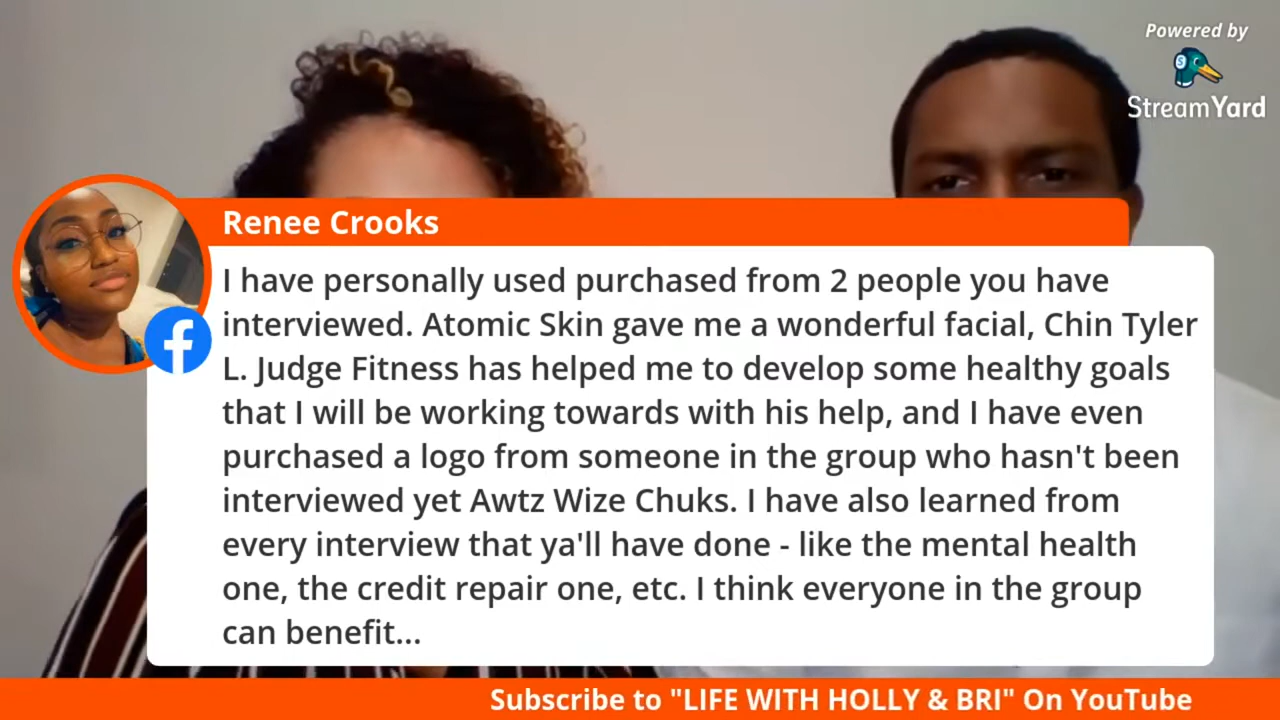 Powered by
StreamYard
Renee Crooks
I have personally used purchased from 2 people you have
interviewed. Atomic Skin gave me a wonderful facial, Chin Tyler
L. Judge Fitness has helped me to develop some healthy goals
that I will be working towards with his help, and I have even
purchased a logo from someone in the group who hasn't been
interviewed yet Awtz Wize Chuks. I have also learned from
every interview that ya'll have done - like the mental health
one, the credit repair one, etc. I think everyone in the group
can benefit...
Subscribe to "LIFE WITH HOLLY & BRI" On YouTube